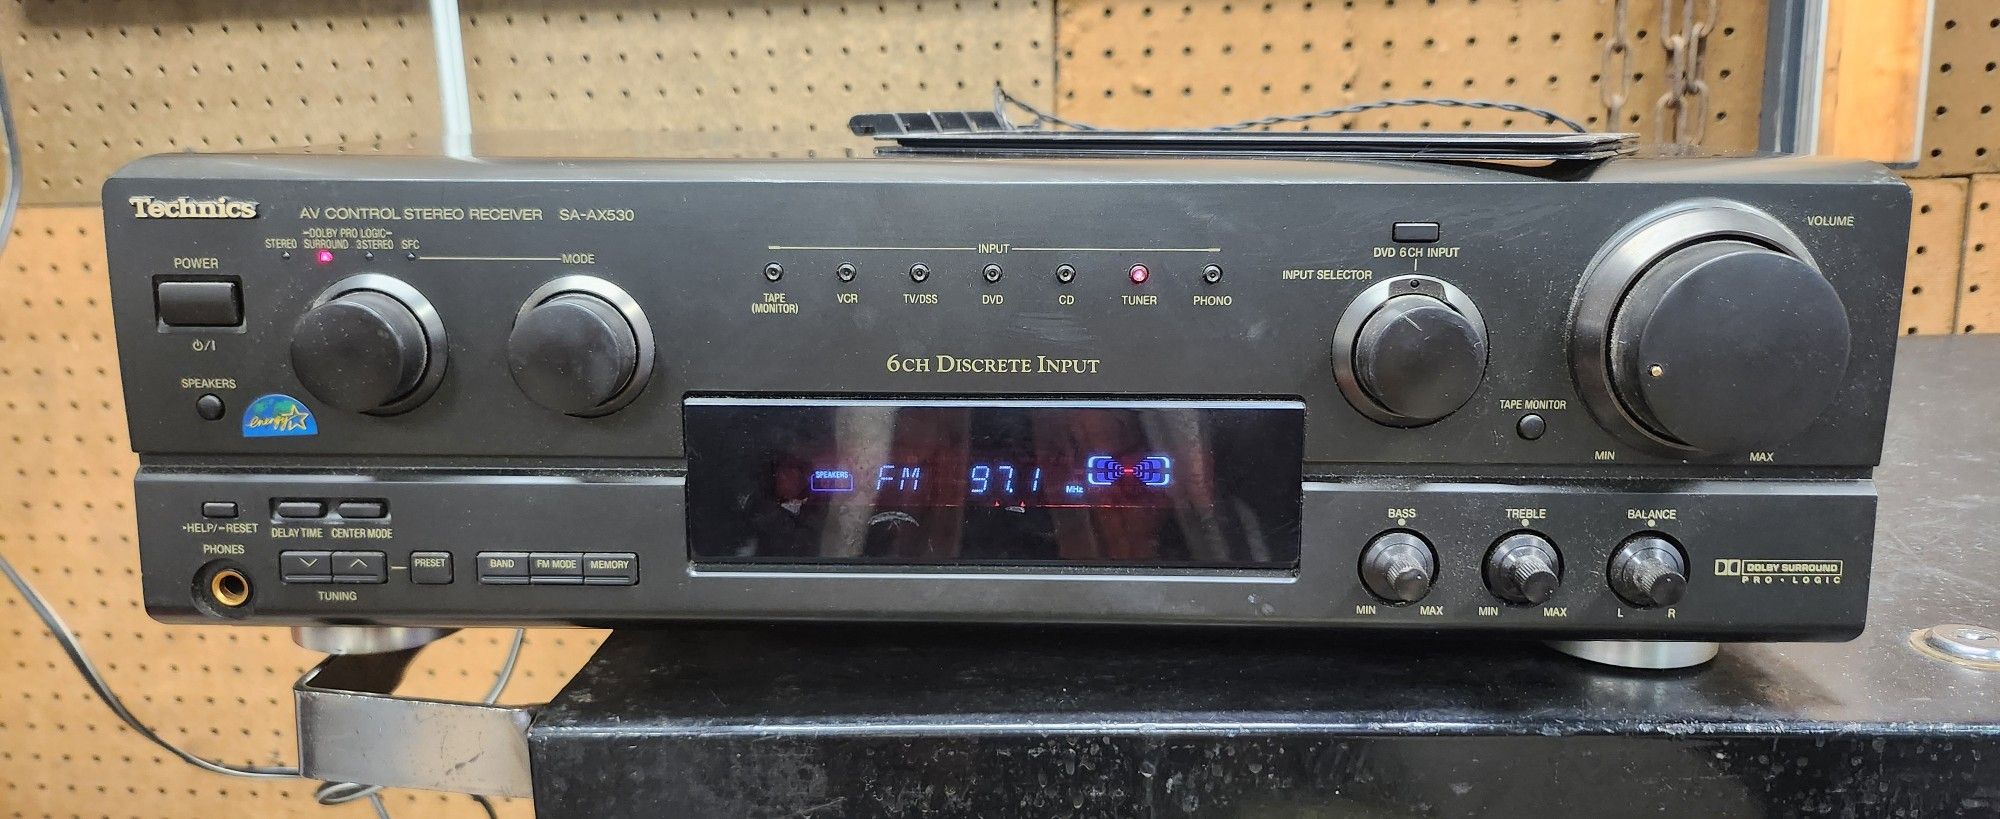 Technics
AV CONTROL STEREO RECEIVER SA-AX530
-DOLBY PRO LOGIC-
STEREO SURROUND 3STEREO SFC
MODE
POWER
⏻/I
SPEAKERS
energy
INPUT
TAPE (MONITOR) VCR TV/DSS DVD CD TUNER PHONO
6CH DISCRETE INPUT
DVD 6CH INPUT
INPUT SELECTOR
VOLUME
TAPE MONITOR
MIN MAX
SPEAKERS FM 97.1 MHz
-HELP/-RESET
DELAY TIME CENTER MODE
PHONES
PRESET
BAND FM MODE MEMORY
TUNING
BASS TREBLE BALANCE
MIN MAX MIN MAX L R
DOLBY SURROUND
PRO·LOGIC